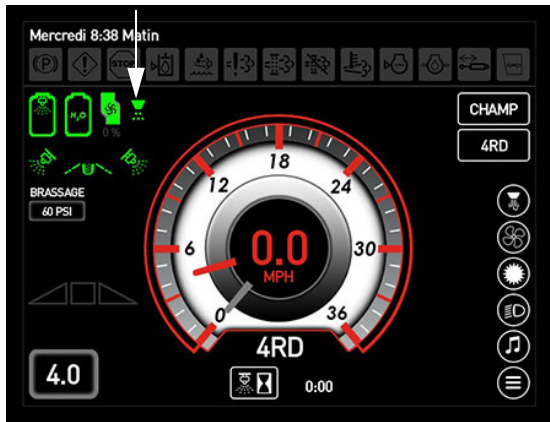 Mercredi 8:38 Matin
(P) STOP
H₂O
0 %
CHAMP
4RD
BRASSAGE
60 PSI
18
12 24
6 30
0 36
0.0
MPH
4RD
4.0
0:00